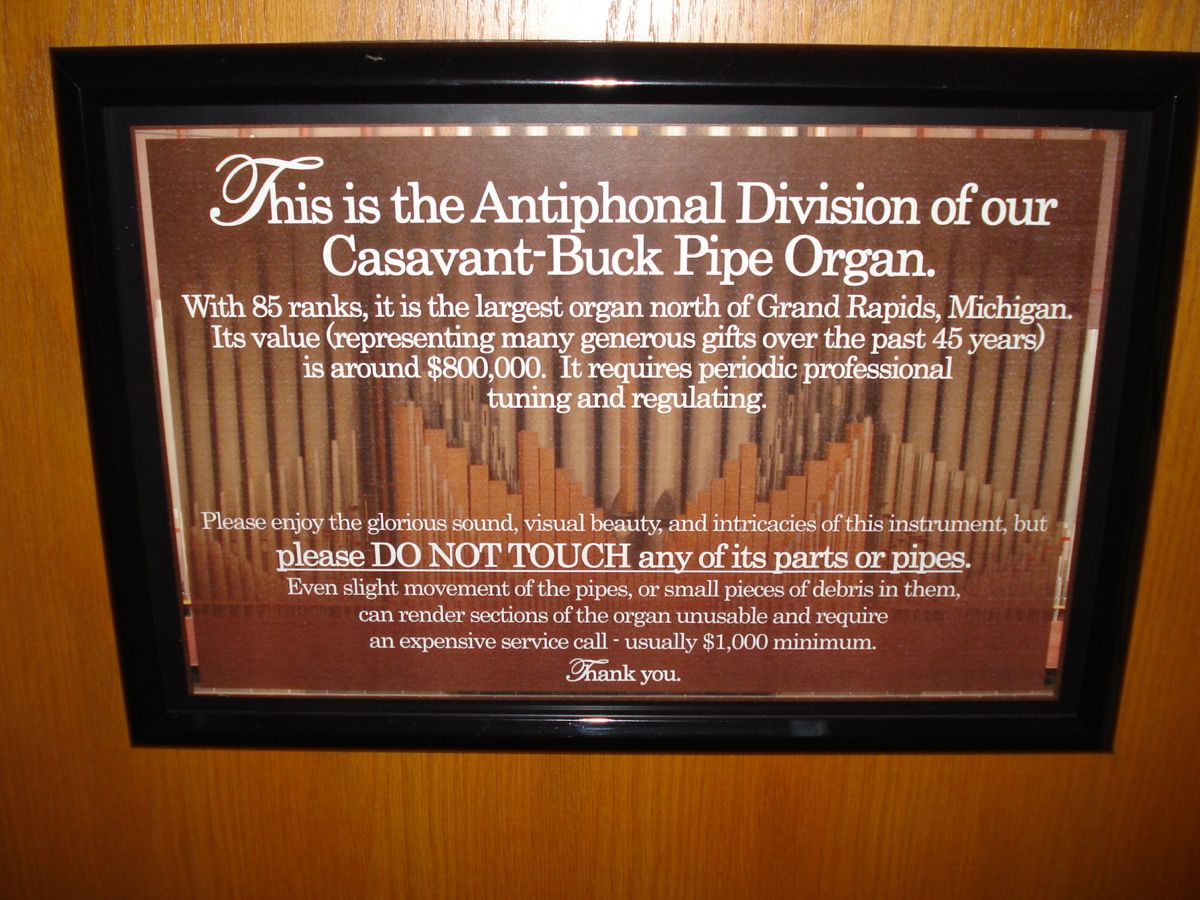 This is the Antiphonal Division of our
Casavant-Buck Pipe Organ.
With 85 ranks, it is the largest organ north of Grand Rapids, Michigan.
Its value (representing many generous gifts over the past 45 years)
is around $800,000. It requires periodic professional
tuning and regulating.
Please enjoy the glorious sound, visual beauty, and intricacies of this instrument, but
please DO NOT TOUCH any of its parts or pipes.
Even slight movement of the pipes, or small pieces of debris in them,
can render sections of the organ unusable and require
an expensive service call - usually $1,000 minimum.
Thank you.